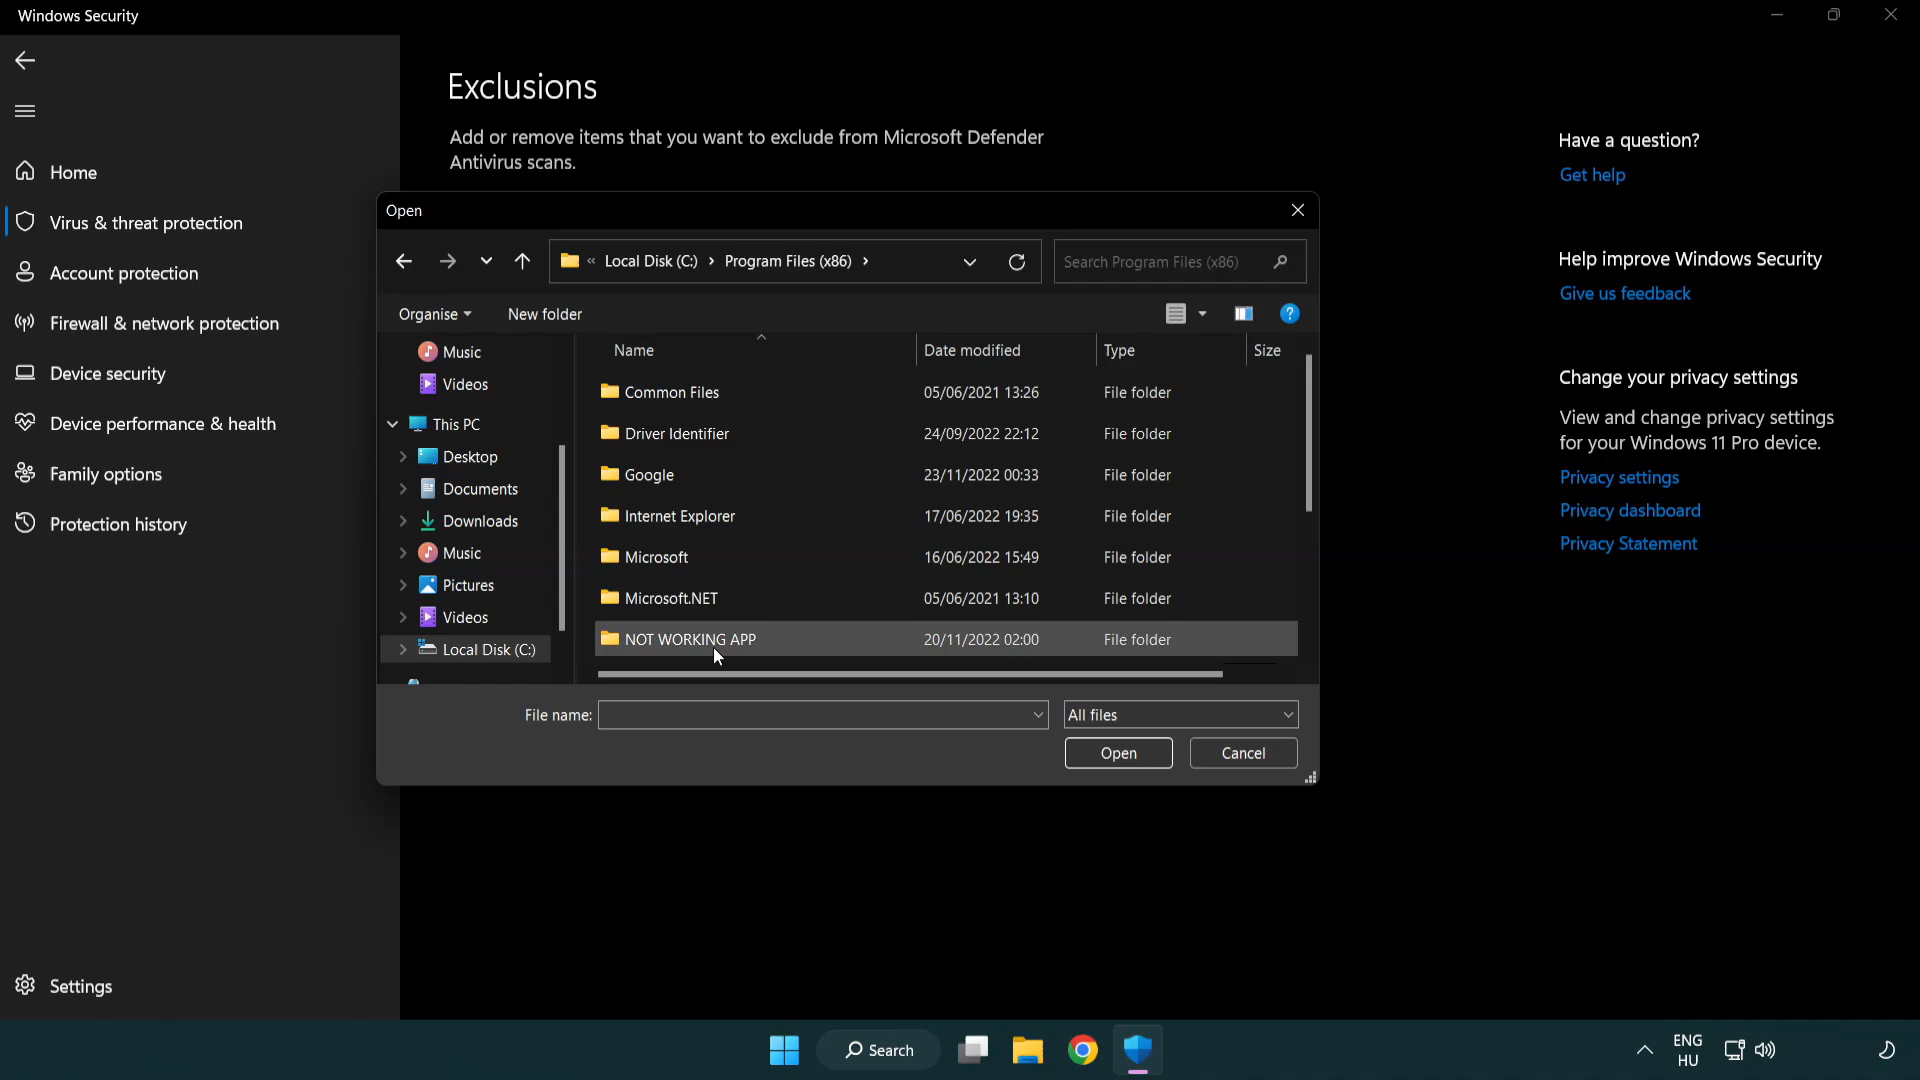 Windows Security
Home
Virus & threat protection
Account protection
Firewall & network protection
Device security
Device performance & health
Family options
Protection history
Settings
Exclusions
Add or remove items that you want to exclude from Microsoft Defender
Antivirus scans.
Open
« Local Disk (C:) › Program Files (x86) ›
Search Program Files (x86)
Organise
New folder
Music
Videos
This PC
Desktop
Documents
Downloads
Music
Pictures
Videos
Local Disk (C:)
Name Date modified Type Size
Common Files 05/06/2021 13:26 File folder
Driver Identifier 24/09/2022 22:12 File folder
Google 23/11/2022 00:33 File folder
Internet Explorer 17/06/2022 19:35 File folder
Microsoft 16/06/2022 15:49 File folder
Microsoft.NET 05/06/2021 13:10 File folder
NOT WORKING APP 20/11/2022 02:00 File folder
File name:
All files
Open
Cancel
Have a question?
Get help
Help improve Windows Security
Give us feedback
Change your privacy settings
View and change privacy settings
for your Windows 11 Pro device.
Privacy settings
Privacy dashboard
Privacy Statement
Search
ENG
HU